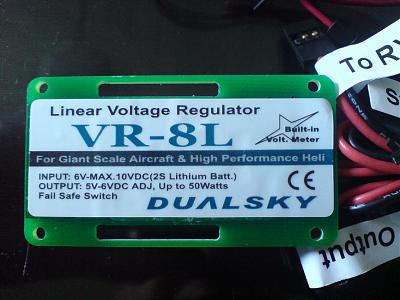 Linear Voltage Regulator
VR-8L
Built-in
Volt. Meter
For Giant Scale Aircraft & High Performance Heli
INPUT: 6V-MAX.10VDC(2S Lithium Batt.)
OUTPUT: 5V-6VDC ADJ, Up to 50Watts
Fail Safe Switch
CE
DUALSKY
To RX
Output